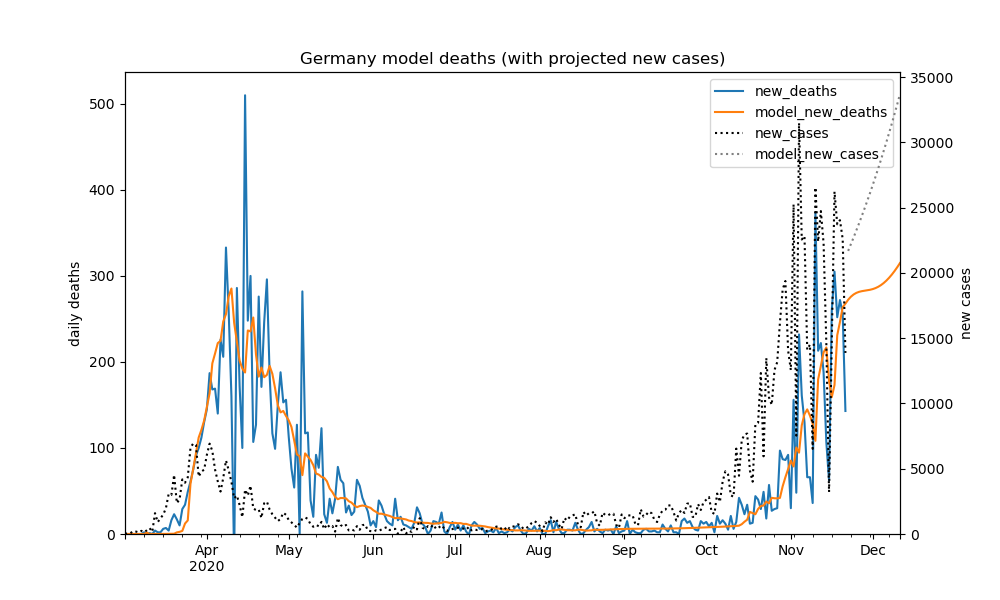 Germany model deaths (with projected new cases)
new_deaths
model_new_deaths
new_cases
model_new_cases
daily deaths
500
400
300
200
100
0
35000
30000
25000
20000
15000
10000
5000
0
new cases
Apr May Jun Jul Aug Sep Oct Nov Dec
2020